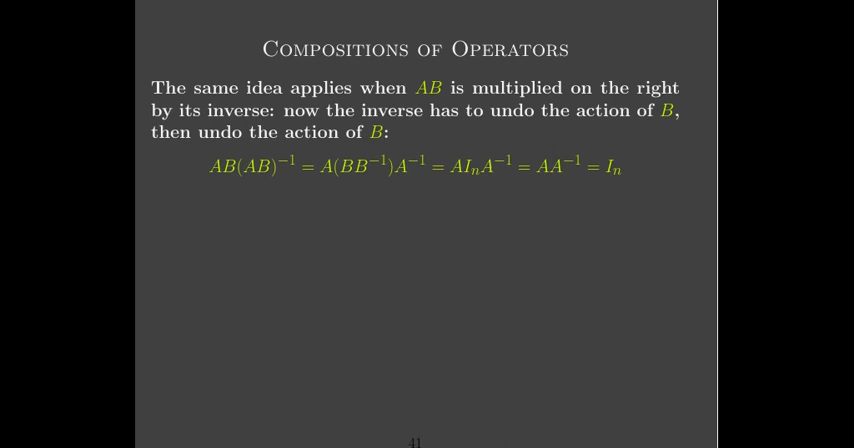 Compositions of Operators
The same idea applies when AB is multiplied on the right
by its inverse: now the inverse has to undo the action of B,
then undo the action of B:
AB(AB)⁻¹ = A(BB⁻¹)A⁻¹ = AIₙA⁻¹ = AA⁻¹ = Iₙ
41